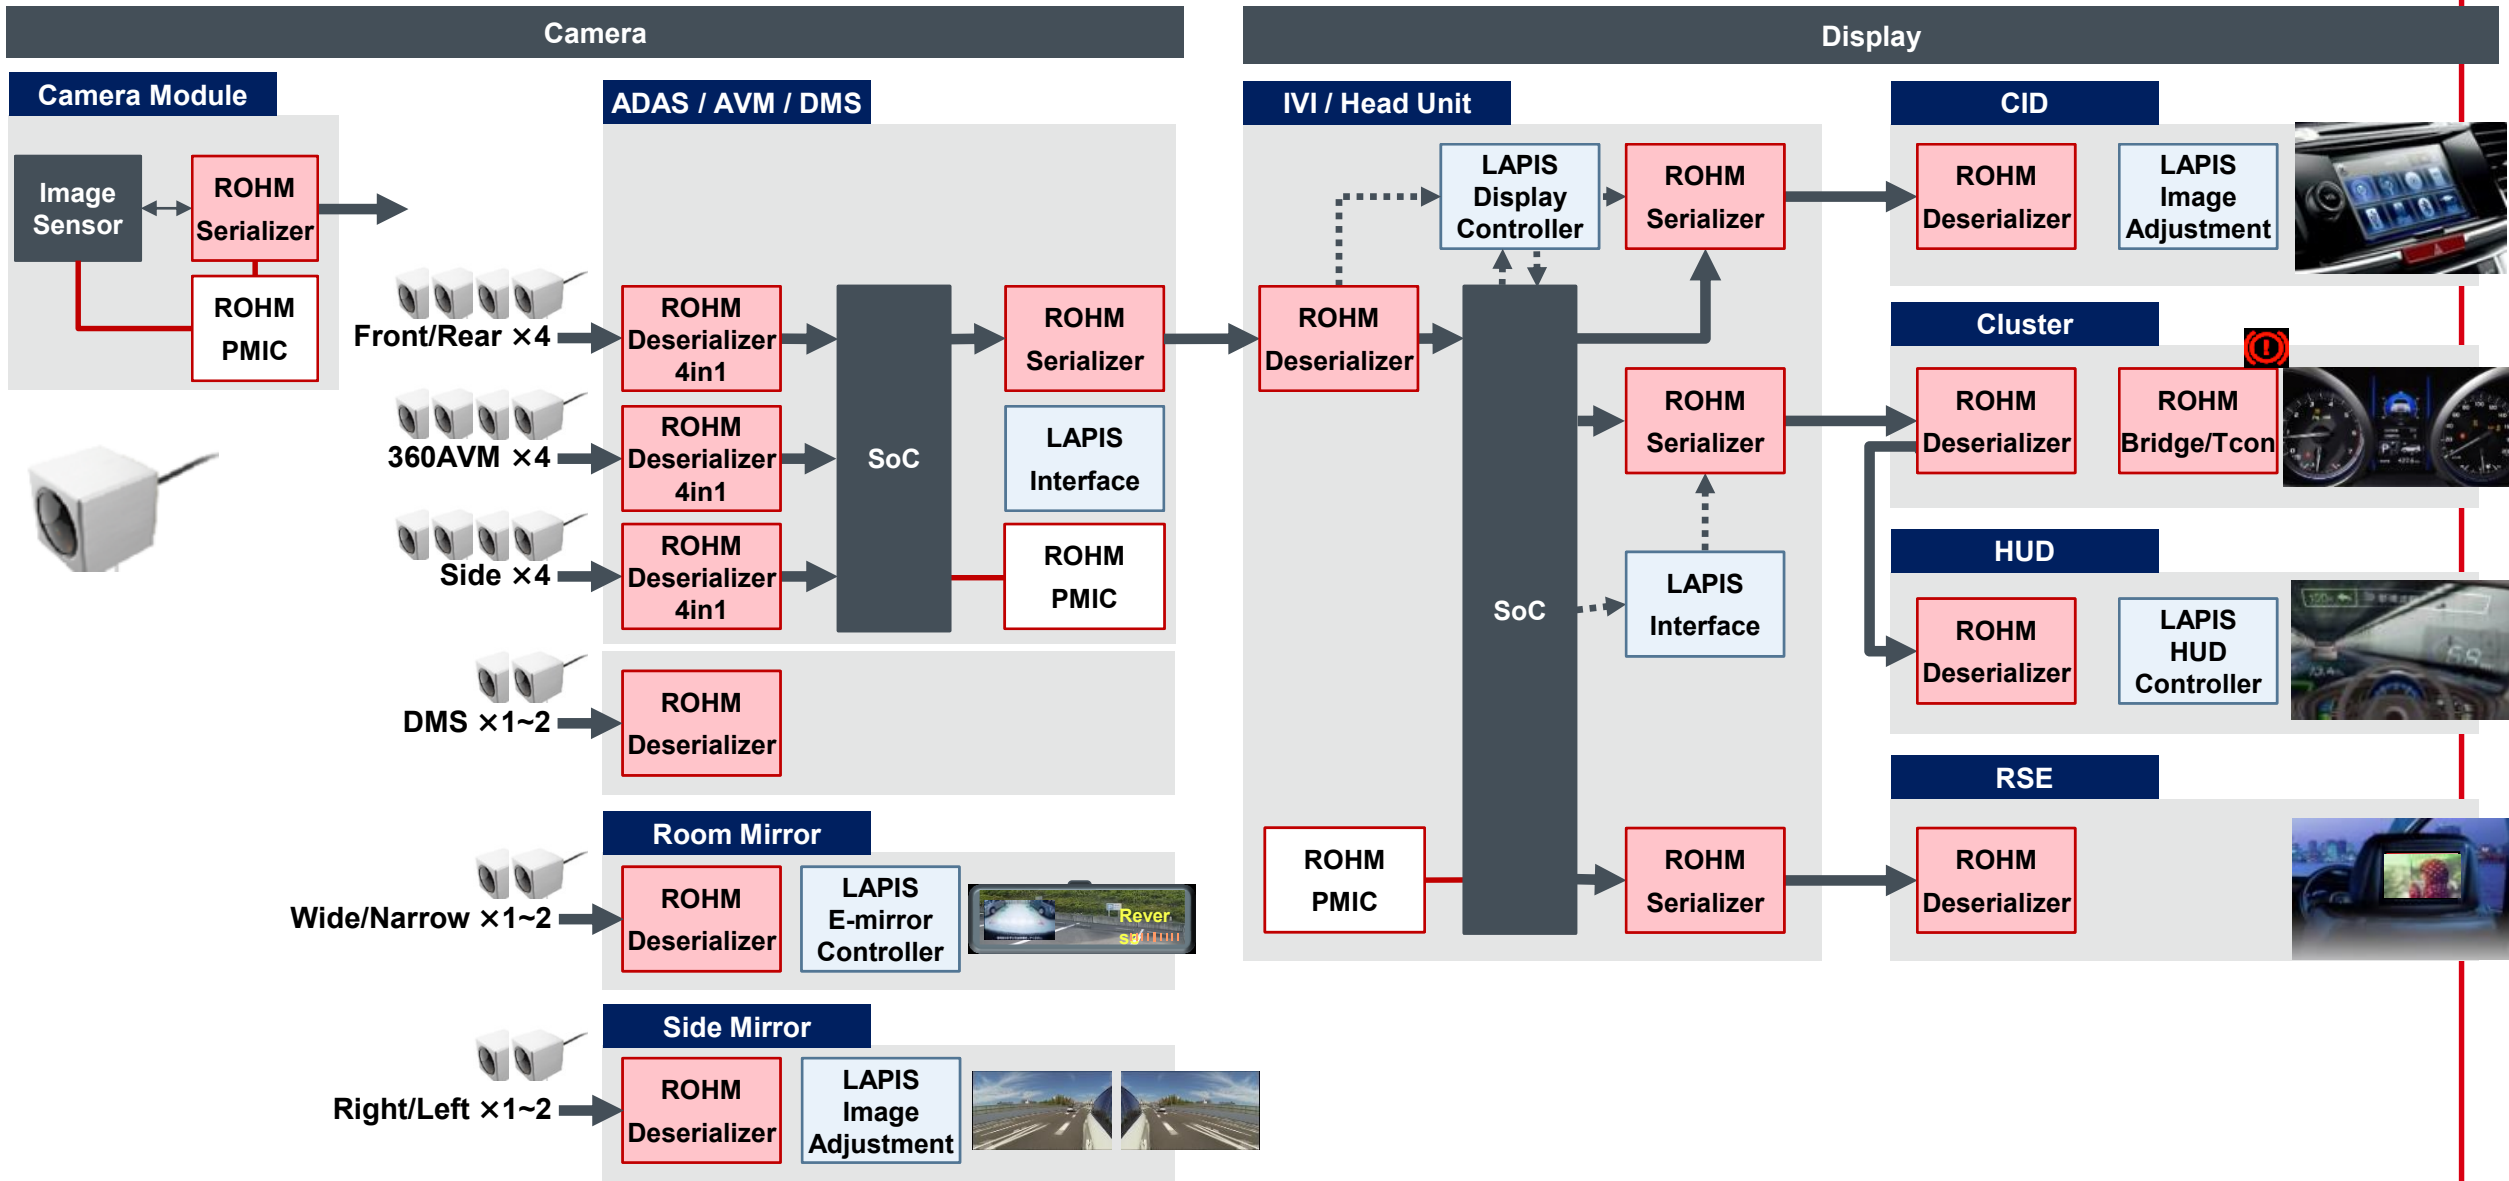 Camera
Display
Camera Module
Image
Sensor
ROHM
Serializer
ROHM
PMIC
ADAS / AVM / DMS
Front/Rear ×4
ROHM
Deserializer
4in1
360AVM ×4
ROHM
Deserializer
4in1
Side ×4
ROHM
Deserializer
4in1
SoC
ROHM
Serializer
LAPIS
Interface
ROHM
PMIC
DMS ×1~2
ROHM
Deserializer
Room Mirror
Wide/Narrow ×1~2
ROHM
Deserializer
LAPIS
E-mirror
Controller
Rever
Side Mirror
Right/Left ×1~2
ROHM
Deserializer
LAPIS
Image
Adjustment
IVI / Head Unit
LAPIS
Display
Controller
ROHM
Serializer
ROHM
Deserializer
SoC
ROHM
Serializer
LAPIS
Interface
ROHM
PMIC
ROHM
Serializer
CID
ROHM
Deserializer
LAPIS
Image
Adjustment
Cluster
ROHM
Deserializer
ROHM
Bridge/Tcon
HUD
ROHM
Deserializer
LAPIS
HUD
Controller
RSE
ROHM
Deserializer